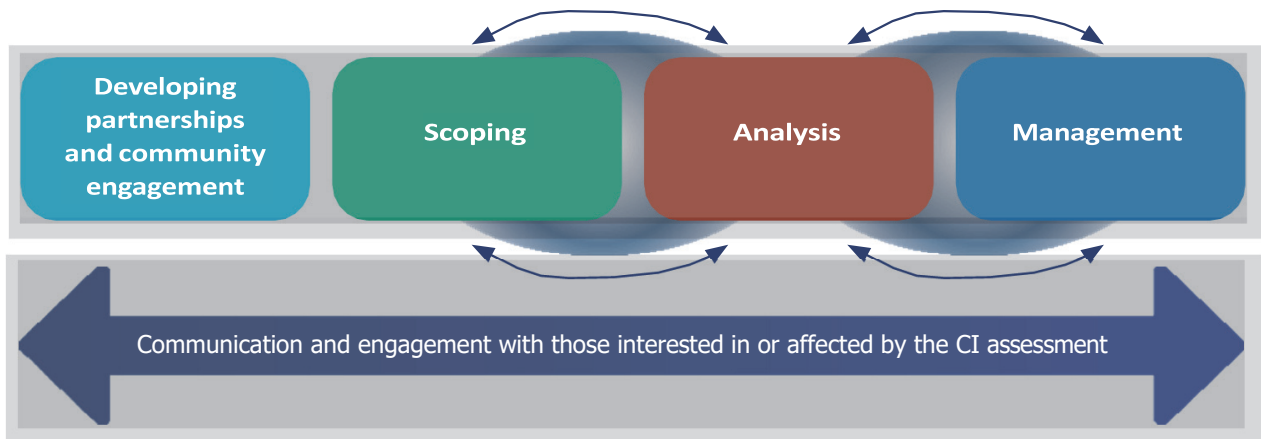 Developing
partnerships
and community
engagement
Scoping
Analysis
Management
Communication and engagement with those interested in or affected by the CI assessment